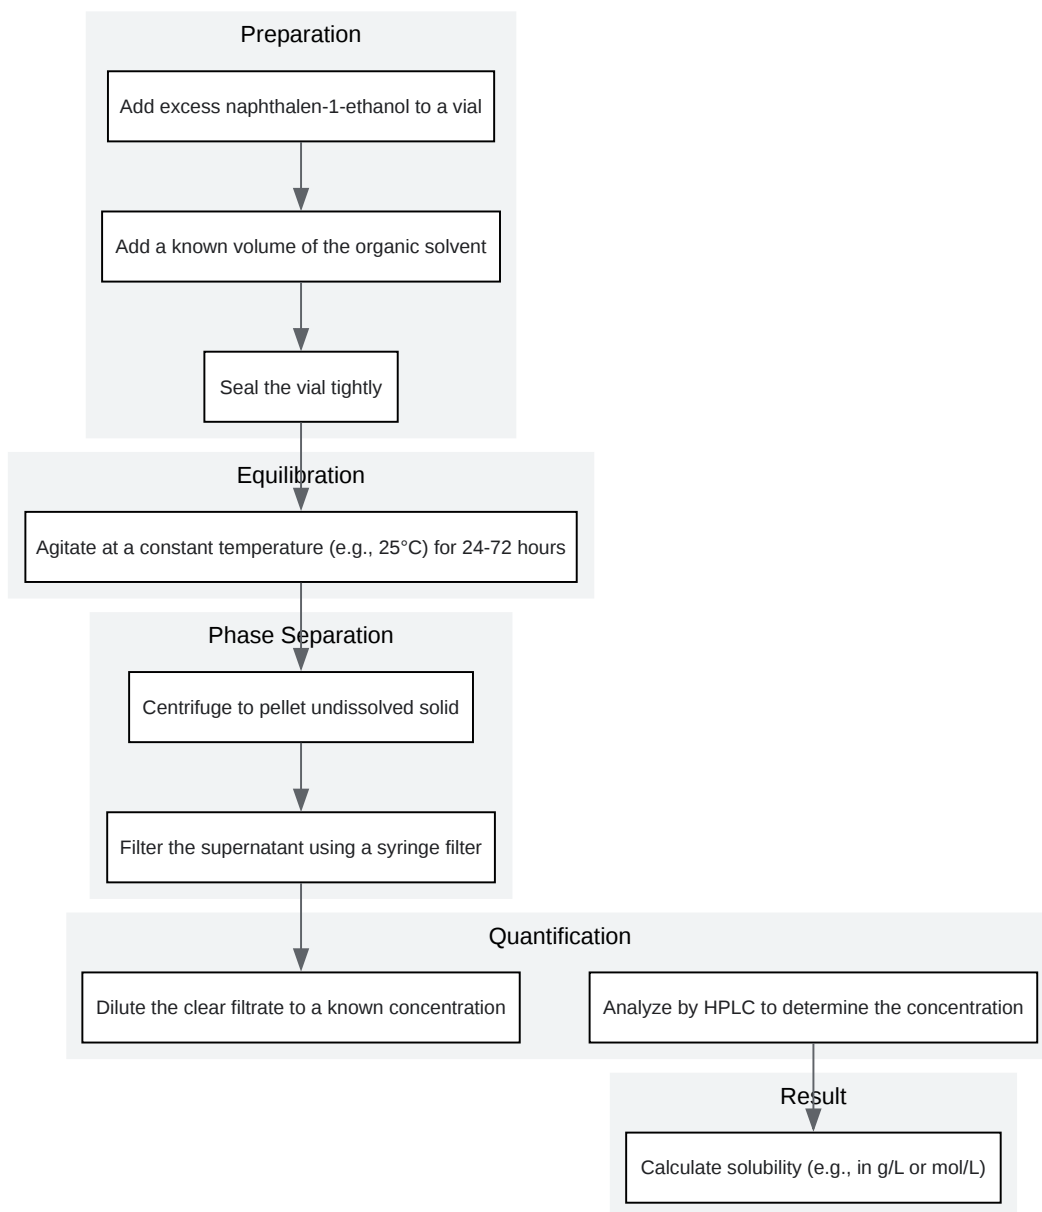 Preparation
Add excess naphthalen-1-ethanol to a vial
Add a known volume of the organic solvent
Seal the vial tightly
Equilibration
Agitate at a constant temperature (e.g., 25°C) for 24-72 hours
Phase Separation
Centrifuge to pellet undissolved solid
Filter the supernatant using a syringe filter
Quantification
Dilute the clear filtrate to a known concentration
Analyze by HPLC to determine the concentration
Result
Calculate solubility (e.g., in g/L or mol/L)